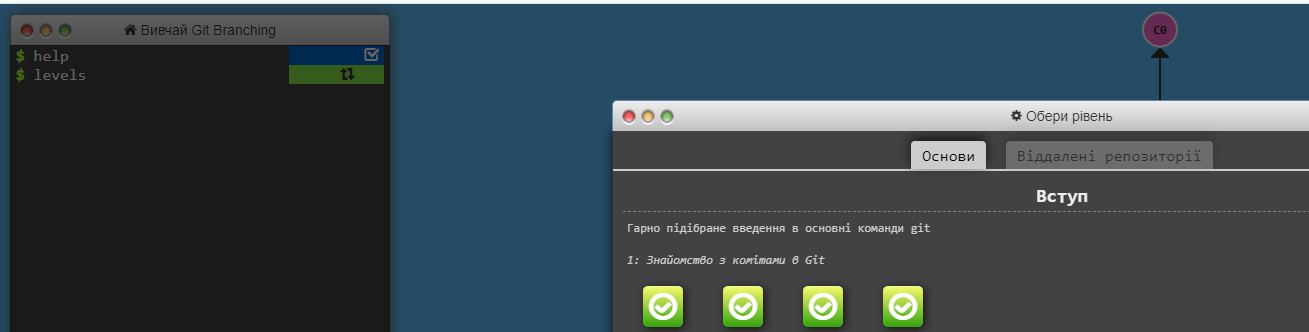 Вивчай Git Branching
$ help
$ levels
C0
Обери рівень
Основи
Віддалені репозиторії
Вступ
Гарно підібране введення в основні команди git
1: Знайомство з комітами в Git